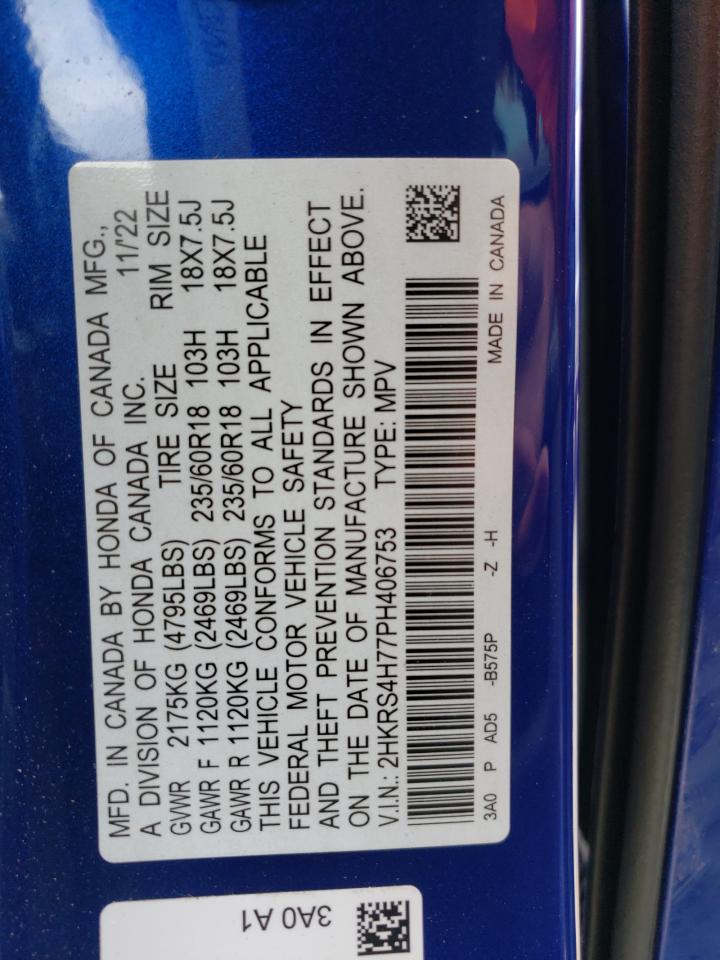 MFD. IN CANADA BY HONDA OF CANADA MFG.,
A DIVISION OF HONDA CANADA INC. 11/'22
GVWR 2175KG (4795LBS) TIRE SIZE RIM SIZE
GAWR F 1120KG (2469LBS) 235/60R18 103H 18X7.5J
GAWR R 1120KG (2469LBS) 235/60R18 103H 18X7.5J
THIS VEHICLE CONFORMS TO ALL APPLICABLE
FEDERAL MOTOR VEHICLE SAFETY
AND THEFT PREVENTION STANDARDS IN EFFECT
ON THE DATE OF MANUFACTURE SHOWN ABOVE.
V.I.N.: 2HKRS4H77PH406753 TYPE: MPV
3A0 P AD5 -B575P -Z -H MADE IN CANADA
3A0 A1